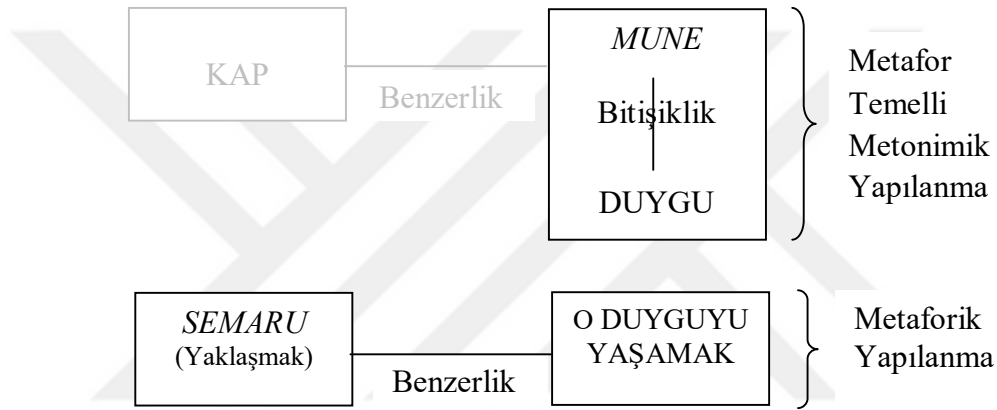 KAP
Benzerlik
MUNE
Bitişiklik
DUYGU
Metafor
Temelli
Metonimik
Yapılanma
SEMARU
(Yaklaşmak)
Benzerlik
O DUYGUYU
YAŞAMAK
Metaforik
Yapılanma